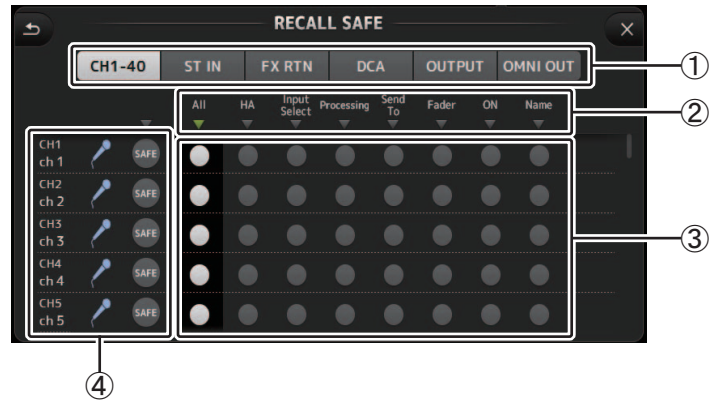 RECALL SAFE
CH1-40 ST IN FX RTN DCA OUTPUT OMNI OUT
①
All HA Input Select Processing Send To Fader ON Name
②
CH1
ch 1 SAFE
CH2
ch 2 SAFE
CH3
ch 3 SAFE
③
CH4
ch 4 SAFE
CH5
ch 5 SAFE
④